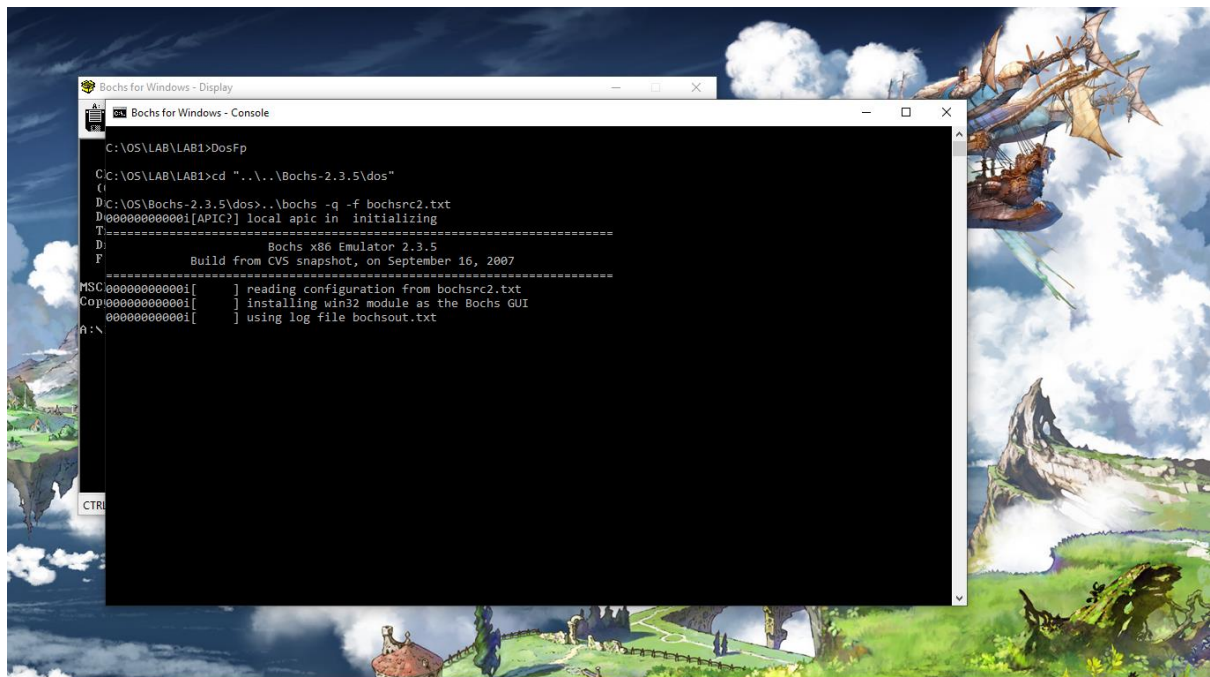 Bochs for Windows - Display
A:
Bochs for Windows - Console
C:\OS\LAB\LAB1>DosFp
C:\OS\LAB\LAB1>cd "..\..\Bochs-2.3.5\dos"
C:\OS\Bochs-2.3.5\dos>..\bochs -q -f bochsrc2.txt
00000000000i[APIC?] local apic in  initializing
========================================================================
Bochs x86 Emulator 2.3.5
Build from CVS snapshot, on September 16, 2007
========================================================================
00000000000i[     ] reading configuration from bochsrc2.txt
00000000000i[     ] installing win32 module as the Bochs GUI
00000000000i[     ] using log file bochsout.txt
MSC
Cop
A:\
CTRL